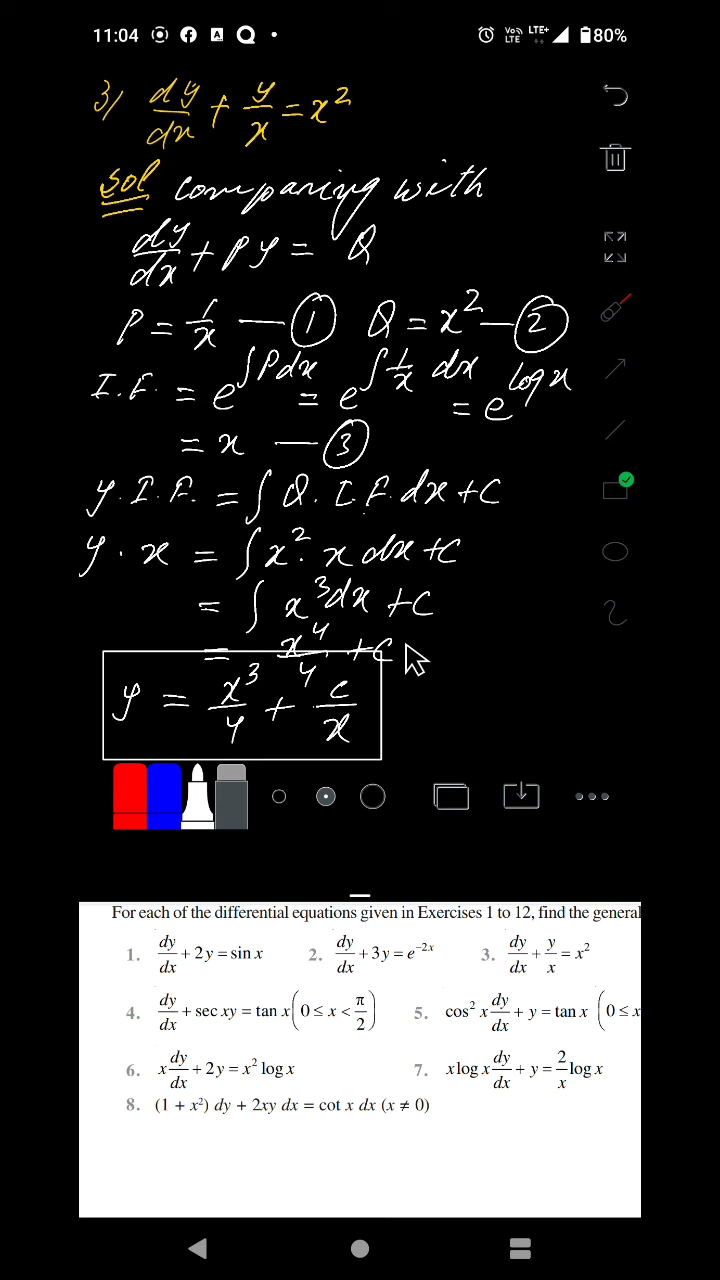 11:04 VoLTE LTE+ 80%
3) dy/dx + y/x = x²
Sol comparing with
dy/dx + py = Q
P = 1/x — ① Q = x² — ②
I.F. = e^∫Pdx = e^∫1/x dx = e^log x
= x — ③
y. I.F. = ∫ Q. I.F. dx + C
y . x = ∫ x². x dx + C
= ∫ x³dx + C
= x⁴/4 + C
y = x³/4 + c/x
For each of the differential equations given in Exercises 1 to 12, find the general
1. dy/dx + 2y = sin x 2. dy/dx + 3y = e⁻²ˣ 3. dy/dx + y/x = x²
4. dy/dx + sec xy = tan x (0 ≤ x < π/2) 5. cos² x dy/dx + y = tan x (0 ≤ x
6. x dy/dx + 2y = x² log x 7. x log x dy/dx + y = 2/x log x
8. (1 + x²) dy + 2xy dx = cot x dx (x ≠ 0)